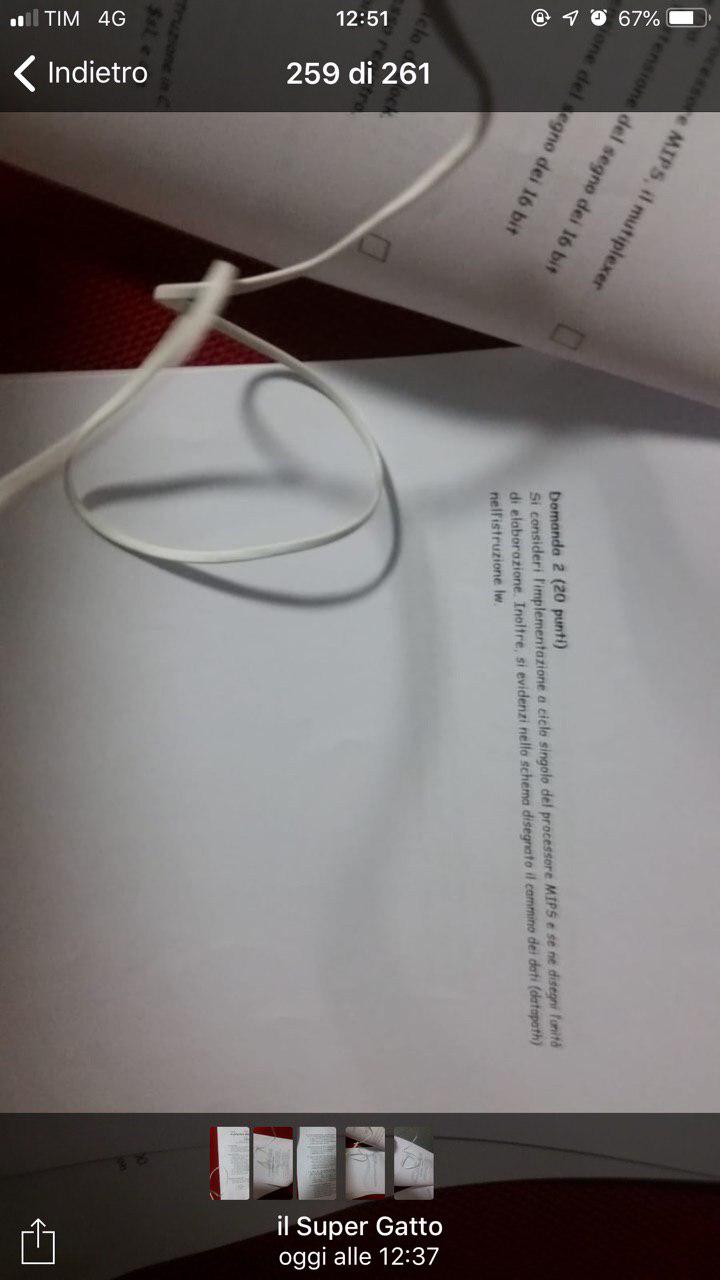 TIM 4G 12:51 67%
Indietro 259 di 261
MIPS, il mutiplexer
estensione del segno dei 16 bit
del segno dei 16 bit
Domanda 2 (20 punti)
Si consideri l'implementazione a ciclo singolo del processore MIPS e se ne disegni l'unità
di elaborazione. Inoltre, si evidenzi nello schema disegnato il cammino dei dati (datapath)
nell'istruzione lw.
il Super Gatto
oggi alle 12:37